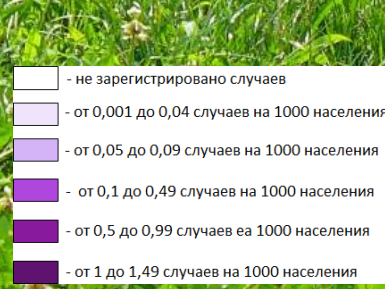 - не зарегистрировано случаев
- от 0,001 до 0,04 случаев на 1000 населения
- от 0,05 до 0,09 случаев на 1000 населения
- от 0,1 до 0,49 случаев на 1000 населения
- от 0,5 до 0,99 случаев еа 1000 населения
- от 1 до 1,49 случаев на 1000 населения